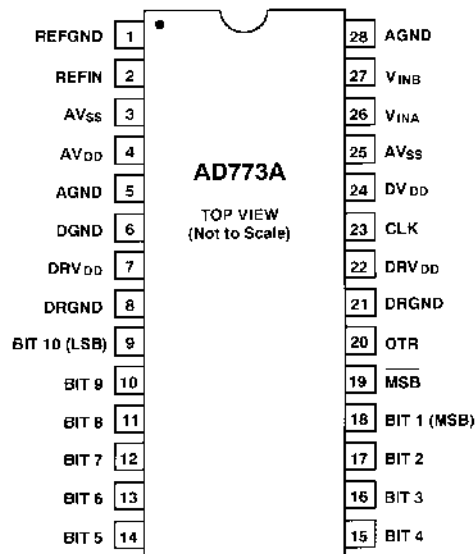 REFGND 1
REFIN 2
AVSS 3
AVDD 4
AGND 5
DGND 6
DRVDD 7
DRGND 8
BIT 10 (LSB) 9
BIT 9 10
BIT 8 11
BIT 7 12
BIT 6 13
BIT 5 14
AD773A
TOP VIEW
(Not to Scale)
28 AGND
27 VINB
26 VINA
25 AVSS
24 DVDD
23 CLK
22 DRVDD
21 DRGND
20 OTR
19 M̅S̅B̅
18 BIT 1 (MSB)
17 BIT 2
16 BIT 3
15 BIT 4